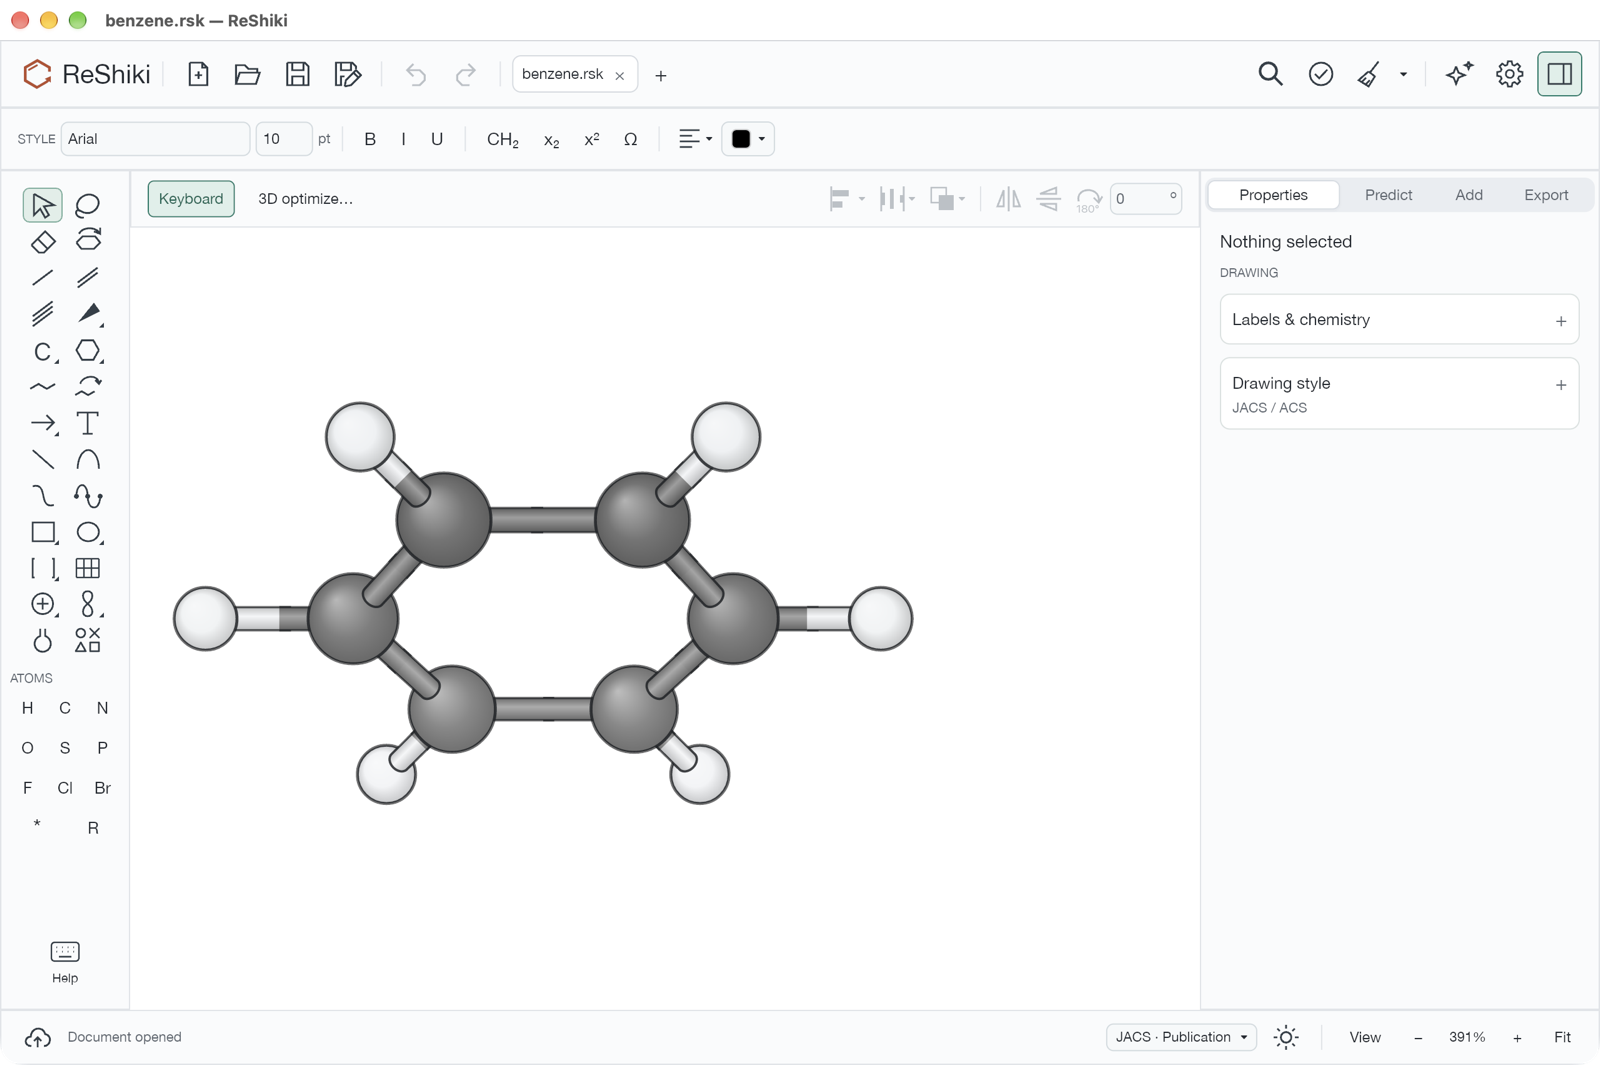 benzene.rsk — ReShiki
ReShiki
benzene.rsk × +
STYLE Arial 10 pt B I U CH₂ x₂ x² Ω
Keyboard 3D optimize... 180° 0 °
Properties Predict Add Export
Nothing selected
DRAWING
Labels & chemistry +
Drawing style +
JACS / ACS
C
T
ATOMS
H C N
O S P
F Cl Br
* R
Help
Document opened
JACS · Publication View − 391% + Fit